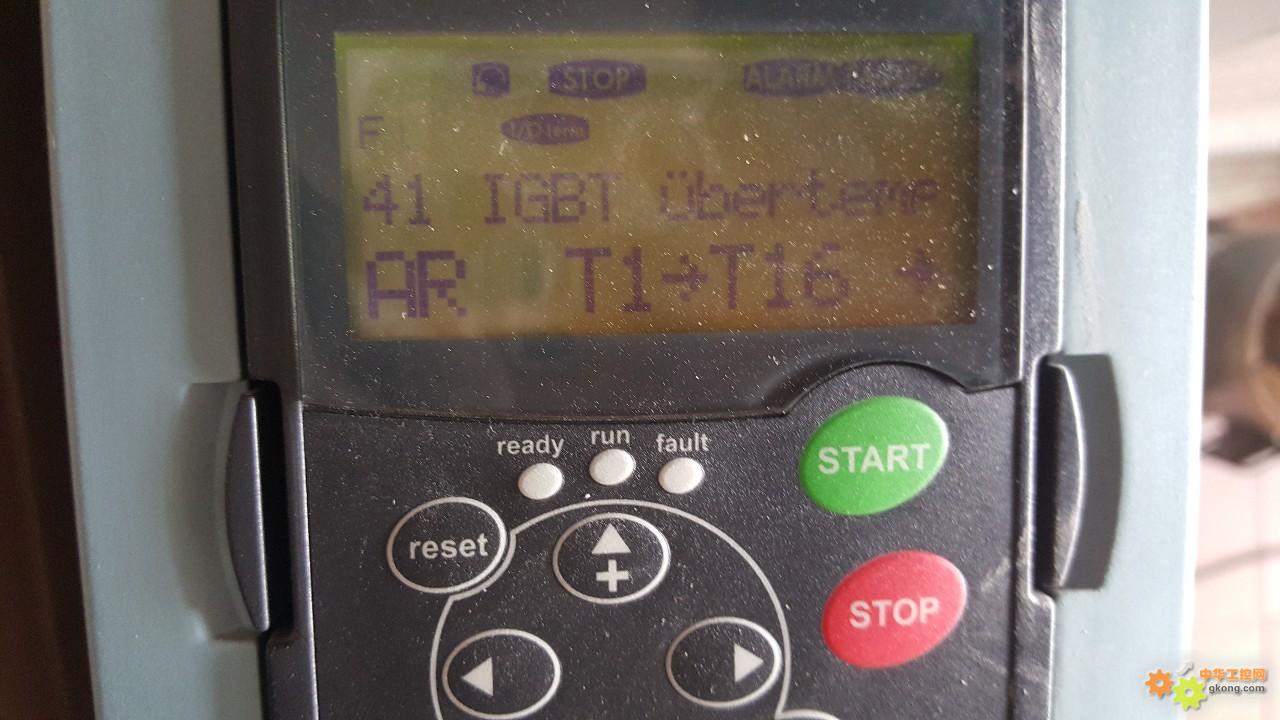 STOP ALARM
F I/O term
41 IGBT Übertemp
AR T1→T16 →
ready run fault
START
reset
+
STOP
中华工控网
gkong.com